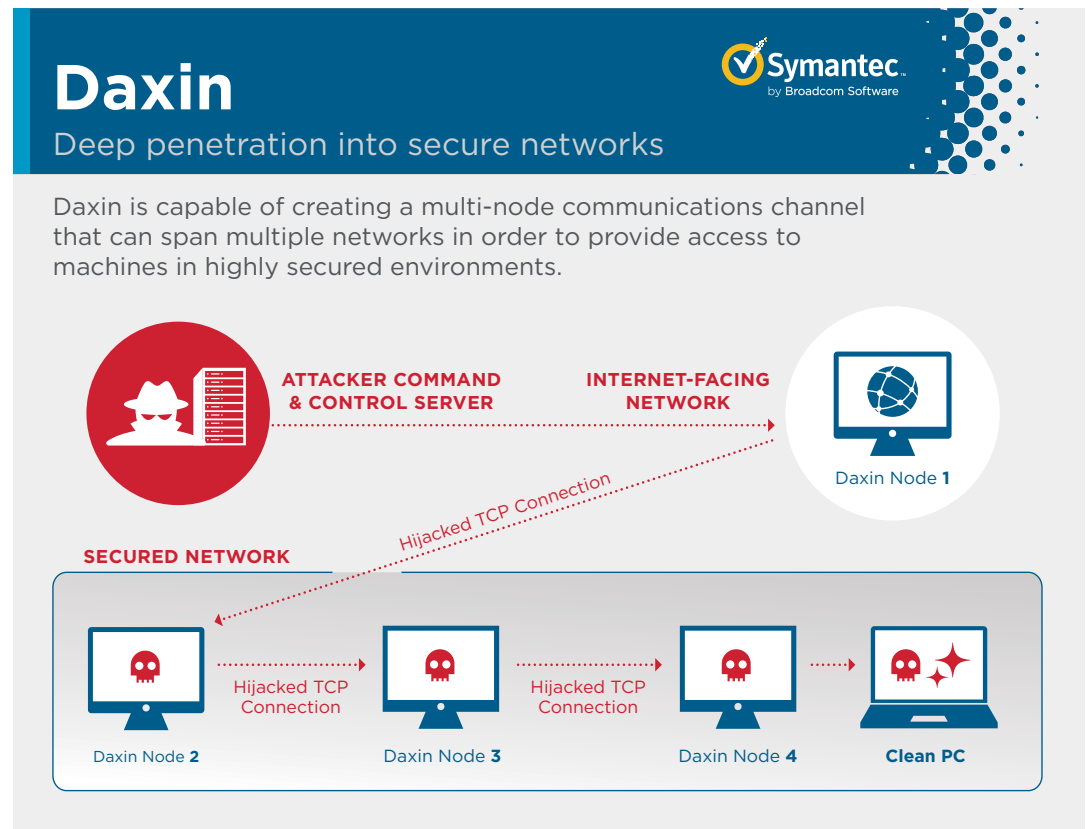 Daxin
Symantec™
by Broadcom Software
Deep penetration into secure networks
Daxin is capable of creating a multi-node communications channel
that can span multiple networks in order to provide access to
machines in highly secured environments.
ATTACKER COMMAND
& CONTROL SERVER
INTERNET-FACING
NETWORK
Daxin Node 1
Hijacked TCP Connection
SECURED NETWORK
Hijacked TCP
Connection
Hijacked TCP
Connection
Daxin Node 2
Daxin Node 3
Daxin Node 4
Clean PC